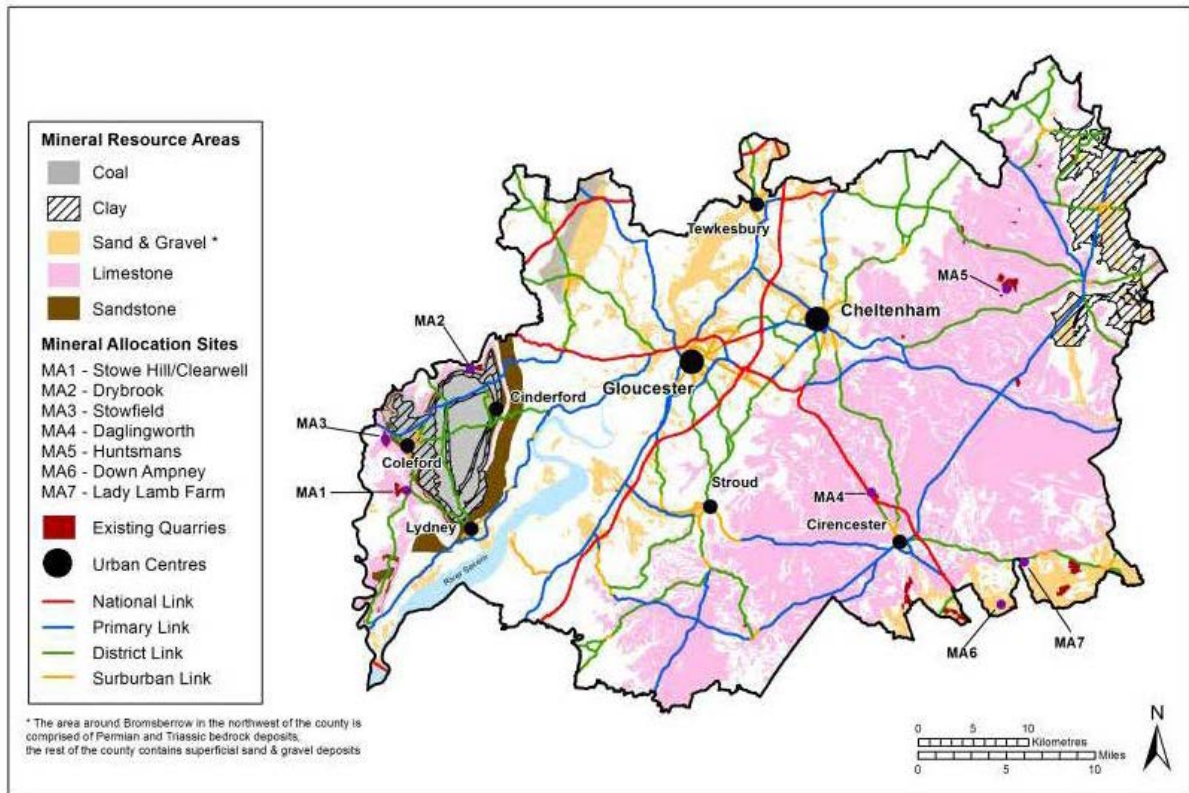 Mineral Resource Areas
Coal
Clay
Sand & Gravel *
Limestone
Sandstone
Mineral Allocation Sites
MA1 - Stowe Hill/Clearwell
MA2 - Drybrook
MA3 - Stowfield
MA4 - Daglingworth
MA5 - Huntsmans
MA6 - Down Ampney
MA7 - Lady Lamb Farm
Existing Quarries
Urban Centres
National Link
Primary Link
District Link
Surburban Link
* The area around Bromsberrow in the northwest of the county is
comprised of Permian and Triassic bedrock deposits,
the rest of the county contains superficial sand & gravel deposits
Tewkesbury
MA5
Cheltenham
MA2
Gloucester
Cinderford
MA3
Coleford
MA1
Stroud
MA4
Lydney
Cirencester
River Severn
MA6
MA7
N
0 5 10
Kilometres
Miles
0 5 10